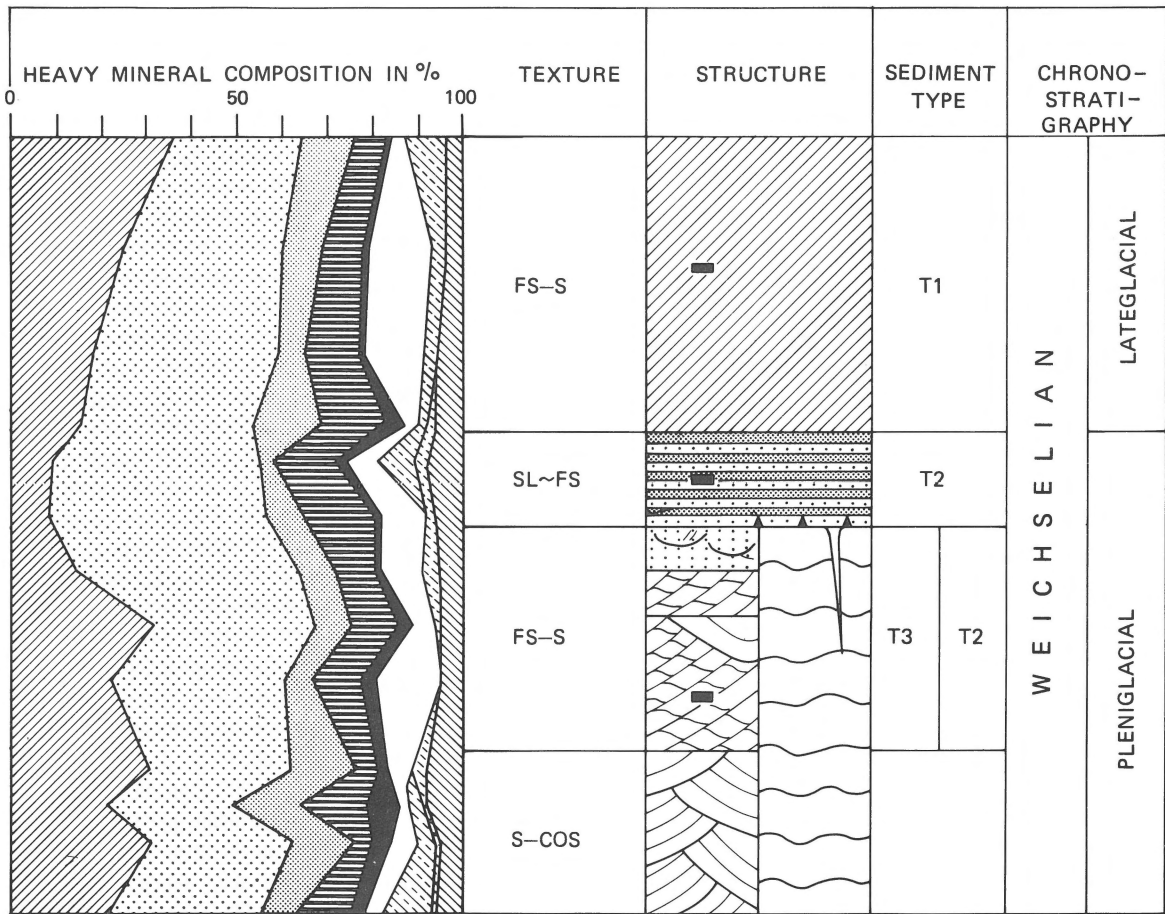 HEAVY MINERAL COMPOSITION IN %
0 50 100
TEXTURE
STRUCTURE
SEDIMENT
TYPE
CHRONO-
STRATI-
GRAPHY
FS–S
T1
LATEGLACIAL
SL~FS
T2
WEICHSELIAN
FS–S
T3
T2
PLENIGLACIAL
S–COS